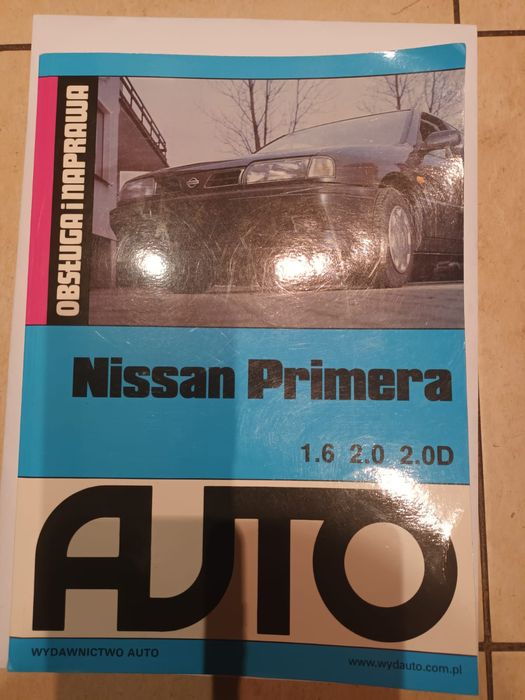 OBSŁUGA i NAPRAWA
Nissan Primera
1.6 2.0 2.0D
AUTO
WYDAWNICTWO AUTO
www.wydauto.com.pl